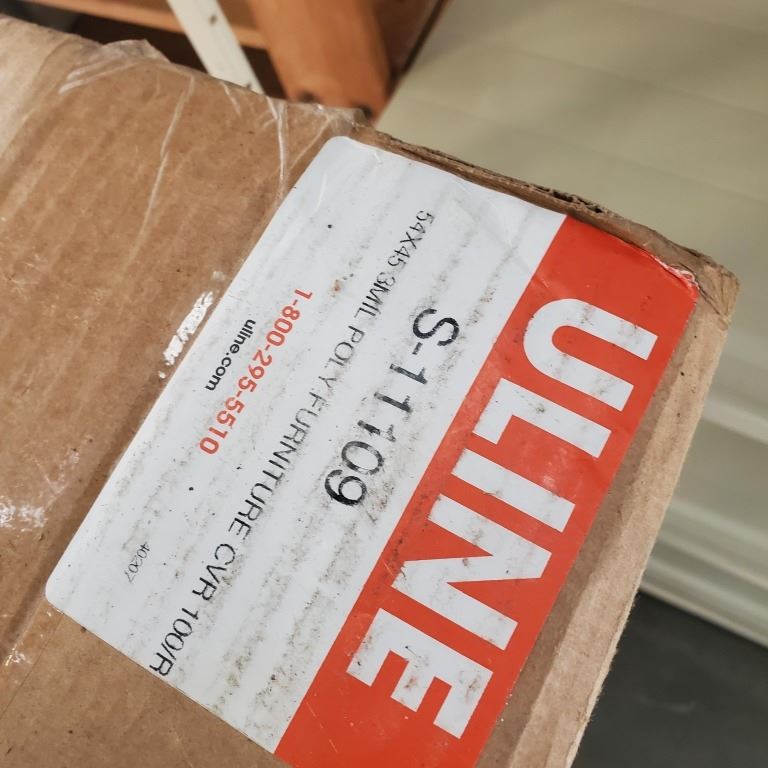 ULINE
S-11109
54X45 3MIL POLY FURNITURE CVR 100/R
1-800-295-5510
uline.com
40207